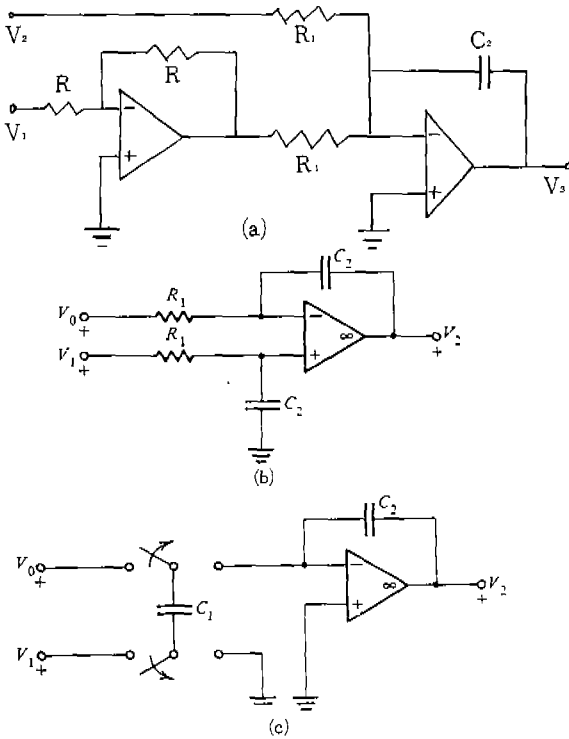 V₂ R₁ C₂
R R
V₁ − + R₁ − + V₃
(a)
V₀ + R₁ C₂
V₁ + R₁ − + ∞ V₂ +
C₂
(b)
C₂
V₀ + C₁ − + ∞ V₂ +
V₁ +
(c)